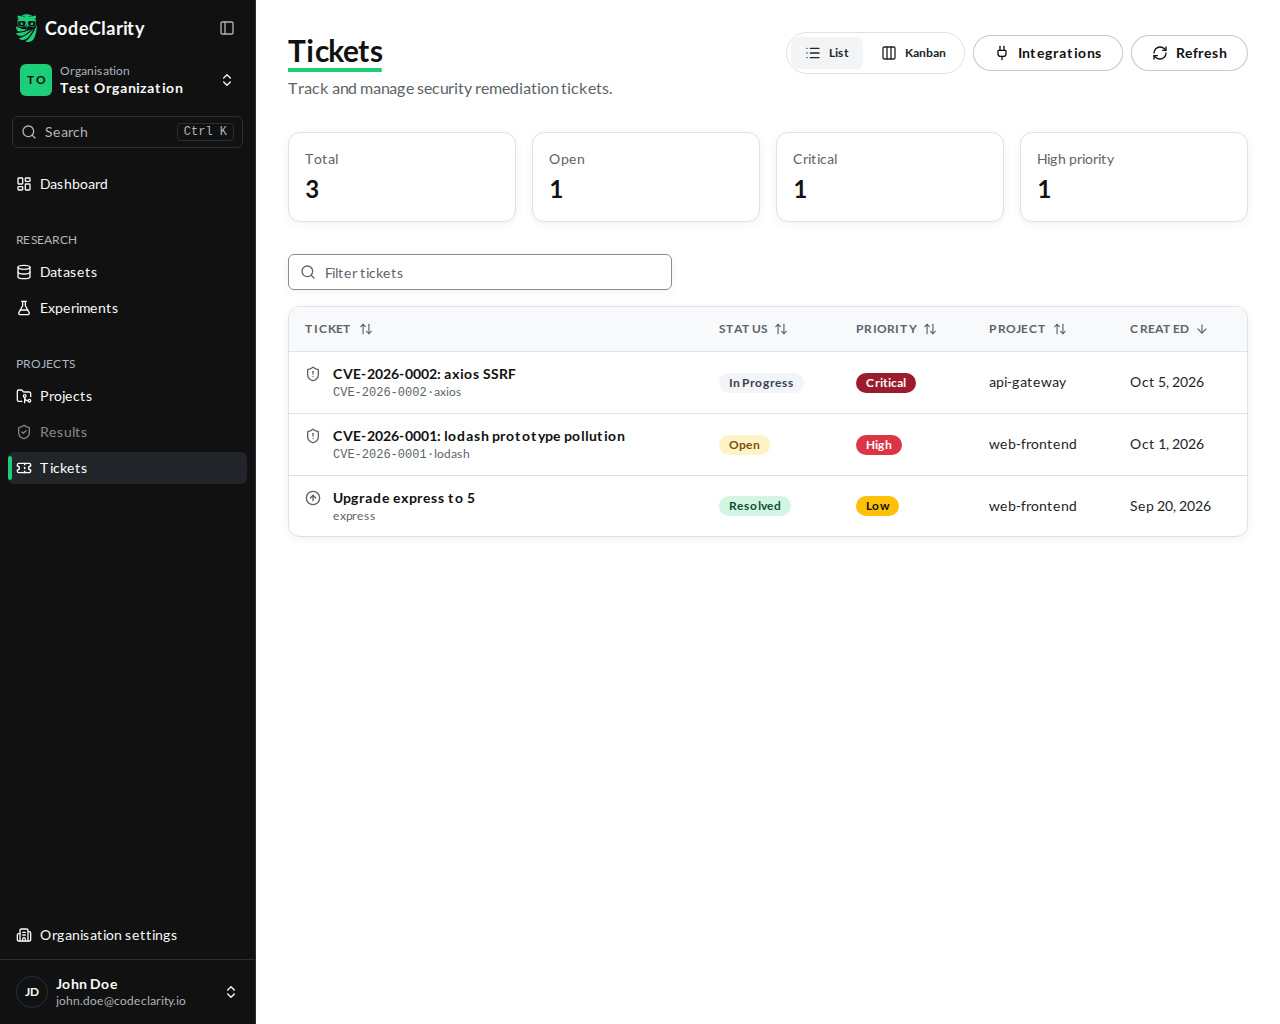 CodeClarity
TO
Organisation
Test Organization
Search
Ctrl K
Dashboard
RESEARCH
Datasets
Experiments
PROJECTS
Projects
Results
Tickets
Organisation settings
JD
John Doe
john.doe@codeclarity.io
Tickets
Track and manage security remediation tickets.
List
Kanban
Integrations
Refresh
Total
3
Open
1
Critical
1
High priority
1
Filter tickets
TICKET STATUS PRIORITY PROJECT CREATED
CVE-2026-0002: axios SSRF
CVE-2026-0002·axios
In Progress
Critical
api-gateway
Oct 5, 2026
CVE-2026-0001: lodash prototype pollution
CVE-2026-0001·lodash
Open
High
web-frontend
Oct 1, 2026
Upgrade express to 5
express
Resolved
Low
web-frontend
Sep 20, 2026